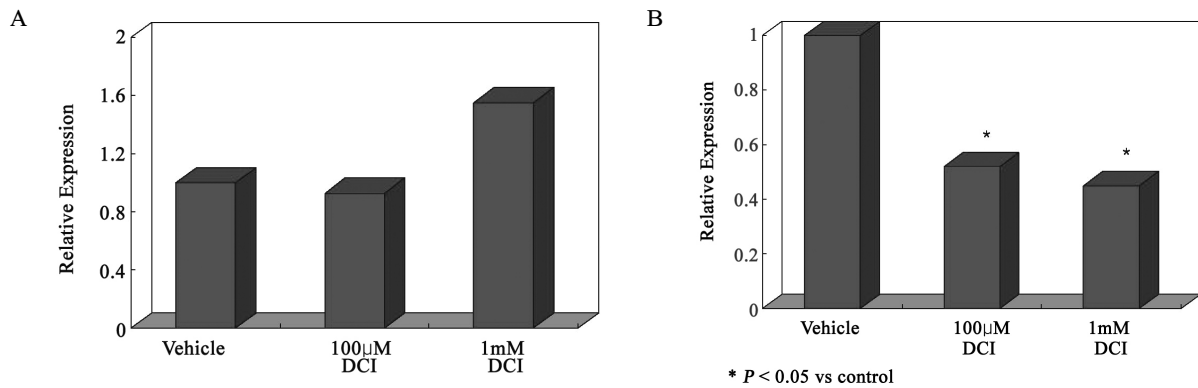 A
Relative Expression
2
1.6
1.2
0.8
0.4
0
Vehicle
100μM
DCI
1mM
DCI
B
Relative Expression
1
0.8
0.6
0.4
0.2
0
*
*
Vehicle
100μM
DCI
1mM
DCI
* P < 0.05 vs control